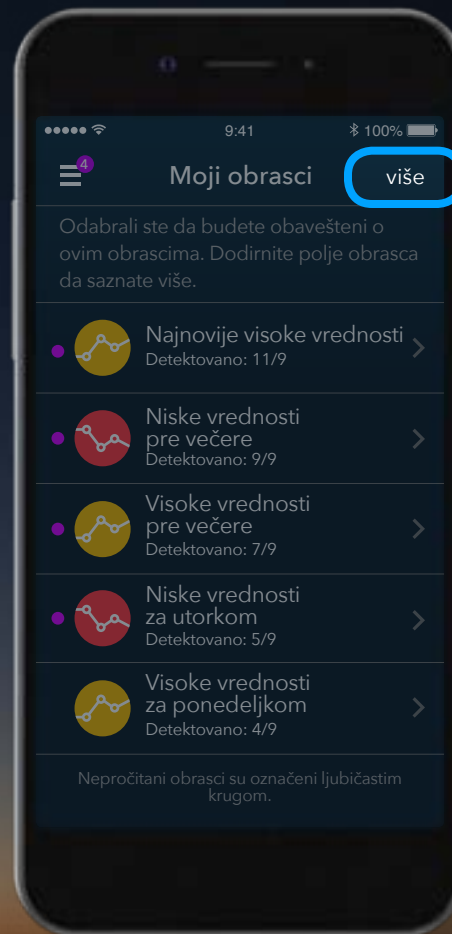 9:41
100%
4
Moji obrasci
više
Odabrali ste da budete obavešteni o
ovim obrascima. Dodirnite polje obrasca
da saznate više.
Najnovije visoke vrednosti
Detektovano: 11/9
Niske vrednosti
pre večere
Detektovano: 9/9
Visoke vrednosti
pre večere
Detektovano: 7/9
Niske vrednosti
za utorkom
Detektovano: 5/9
Visoke vrednosti
za ponedeljkom
Detektovano: 4/9
Nepročitani obrasci su označeni ljubičastim
krugom.